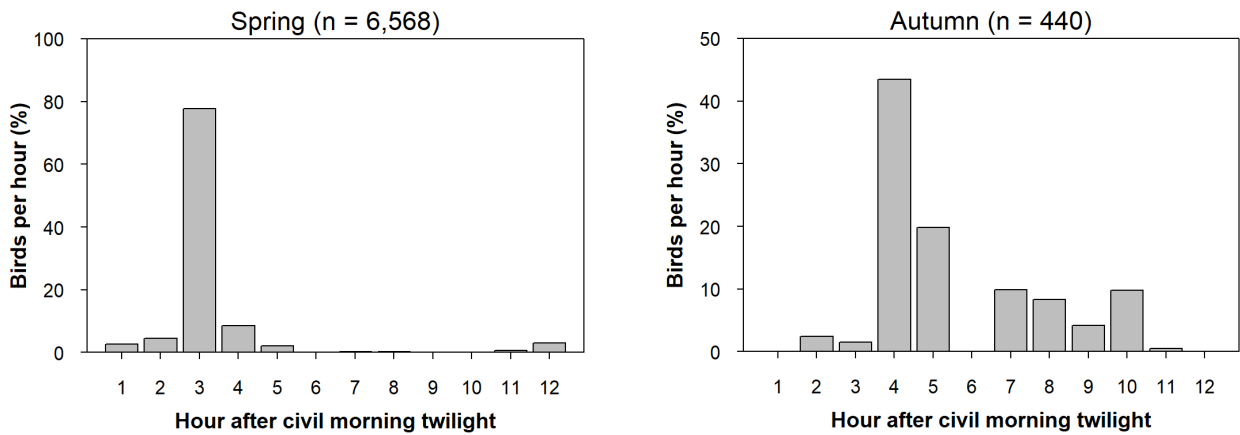 Spring (n = 6,568)
100
80
60
40
20
0
Birds per hour (%)
1 2 3 4 5 6 7 8 9 10 11 12
Hour after civil morning twilight
Autumn (n = 440)
50
40
30
20
10
0
Birds per hour (%)
1 2 3 4 5 6 7 8 9 10 11 12
Hour after civil morning twilight